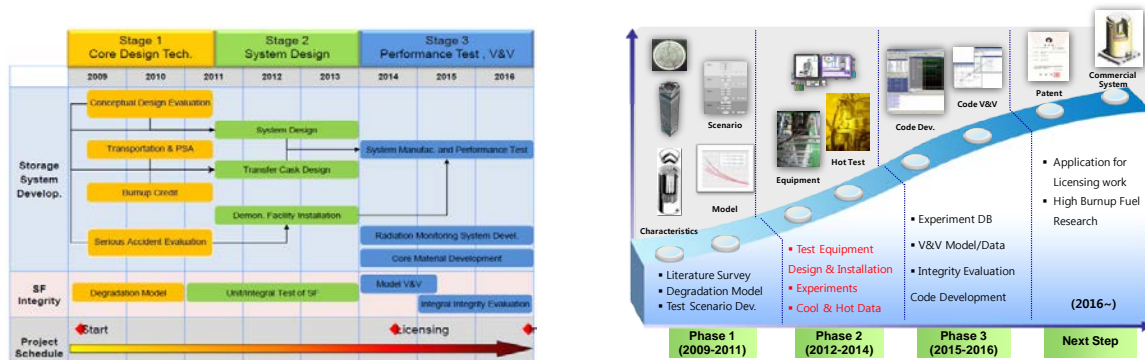 Stage 1
Core Design Tech.
Stage 2
System Design
Stage 3
Performance Test , V&V
2009 2010 2011 2012 2013 2014 2015 2016
Storage
System
Develop.
Conceptual Design Evaluation
System Design
Transportation & PSA
System Manufac. and Performance Test
Transfer Cask Design
Burnup Credit
Demon. Facility Installation
Serious Accident Evaluation
Radiation Monitoring System Devel.
Core Material Development
SF
Integrity
Degradation Model
Unit/Integral Test of SF
Model V&V
Integral Integrity Evaluation
Project
Schedule
Start
Licensing
Characteristics
Scenario
Model
Equipment
Hot Test
Code Dev.
Code V&V
Patent
Commercial
System
▪ Literature Survey
▪ Degradation Model
▪ Test Scenario Dev.
▪ Test Equipment
Design & Installation
▪ Experiments
▪ Cool & Hot Data
▪ Experiment DB
▪ V&V Model/Data
▪ Integrity Evaluation
Code Development
▪ Application for
Licensing work
▪ High Burnup Fuel
Research
(2016~)
Phase 1
(2009-2011)
Phase 2
(2012-2014)
Phase 3
(2015-2016)
Next Step